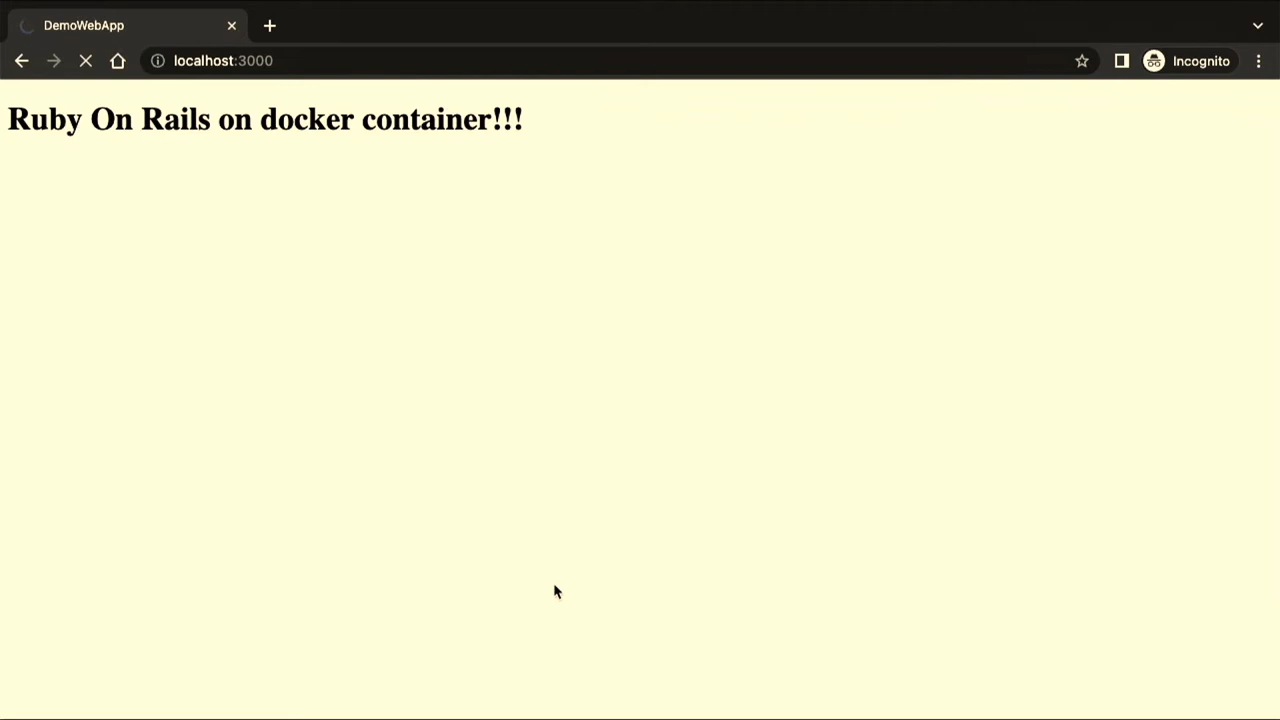 DemoWebApp
localhost:3000
Incognito
Ruby On Rails on docker container!!!